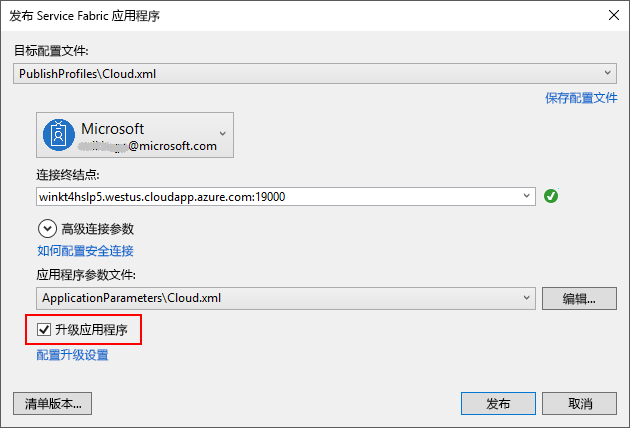 发布 Service Fabric 应用程序
目标配置文件:
PublishProfiles\Cloud.xml
保存配置文件
Microsoft
@microsoft.com
连接终结点:
winkt4hslp5.westus.cloudapp.azure.com:19000
高级连接参数
如何配置安全连接
应用程序参数文件:
ApplicationParameters\Cloud.xml
编辑...
升级应用程序
配置升级设置
清单版本...
发布
取消